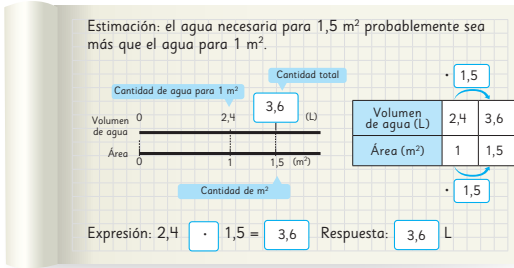 Estimación: el agua necesaria para 1,5 m² probablemente sea
más que el agua para 1 m².
Cantidad total
Cantidad de agua para 1 m²
Volumen de agua
0
2,4
3,6
(L)
Área
0
1
1,5
(m²)
Cantidad de m²
· 1,5
Volumen
de agua (L)
2,4
3,6
Área (m²)
1
1,5
· 1,5
Expresión: 2,4 · 1,5 = 3,6 Respuesta: 3,6 L